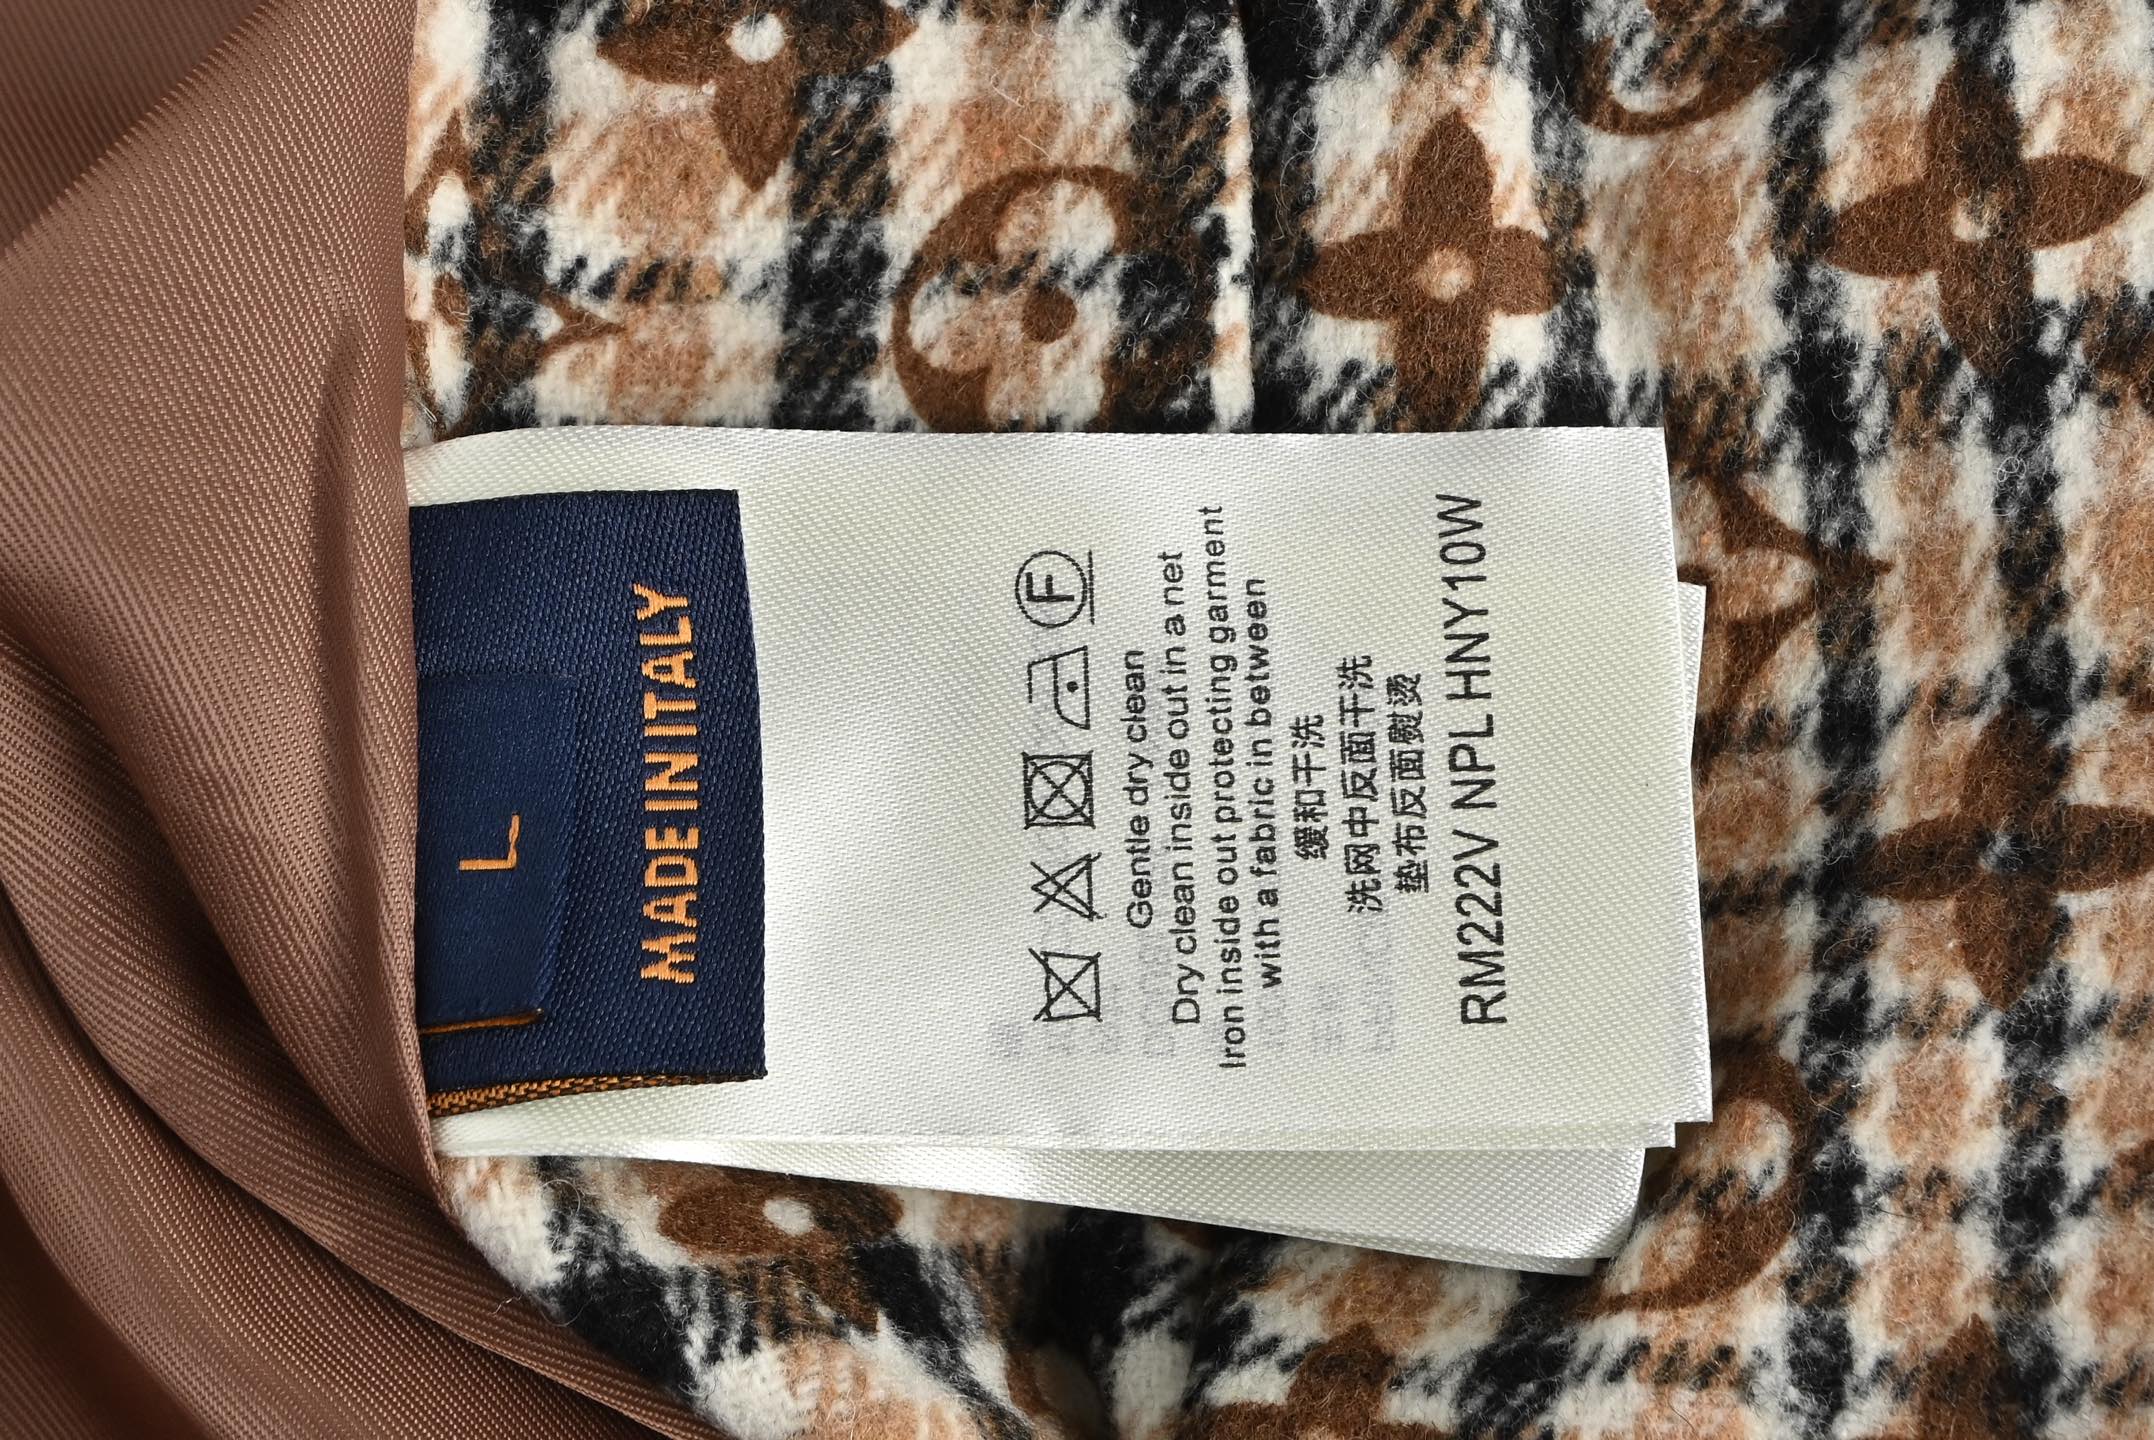 L
MADE IN ITALY
F
Gentle dry clean
Dry clean inside out in a net
Iron inside out protecting garment
with a fabric in between
缓和干洗
洗网中反面干洗
垫布反面熨烫
RM222V NPL HNY10W